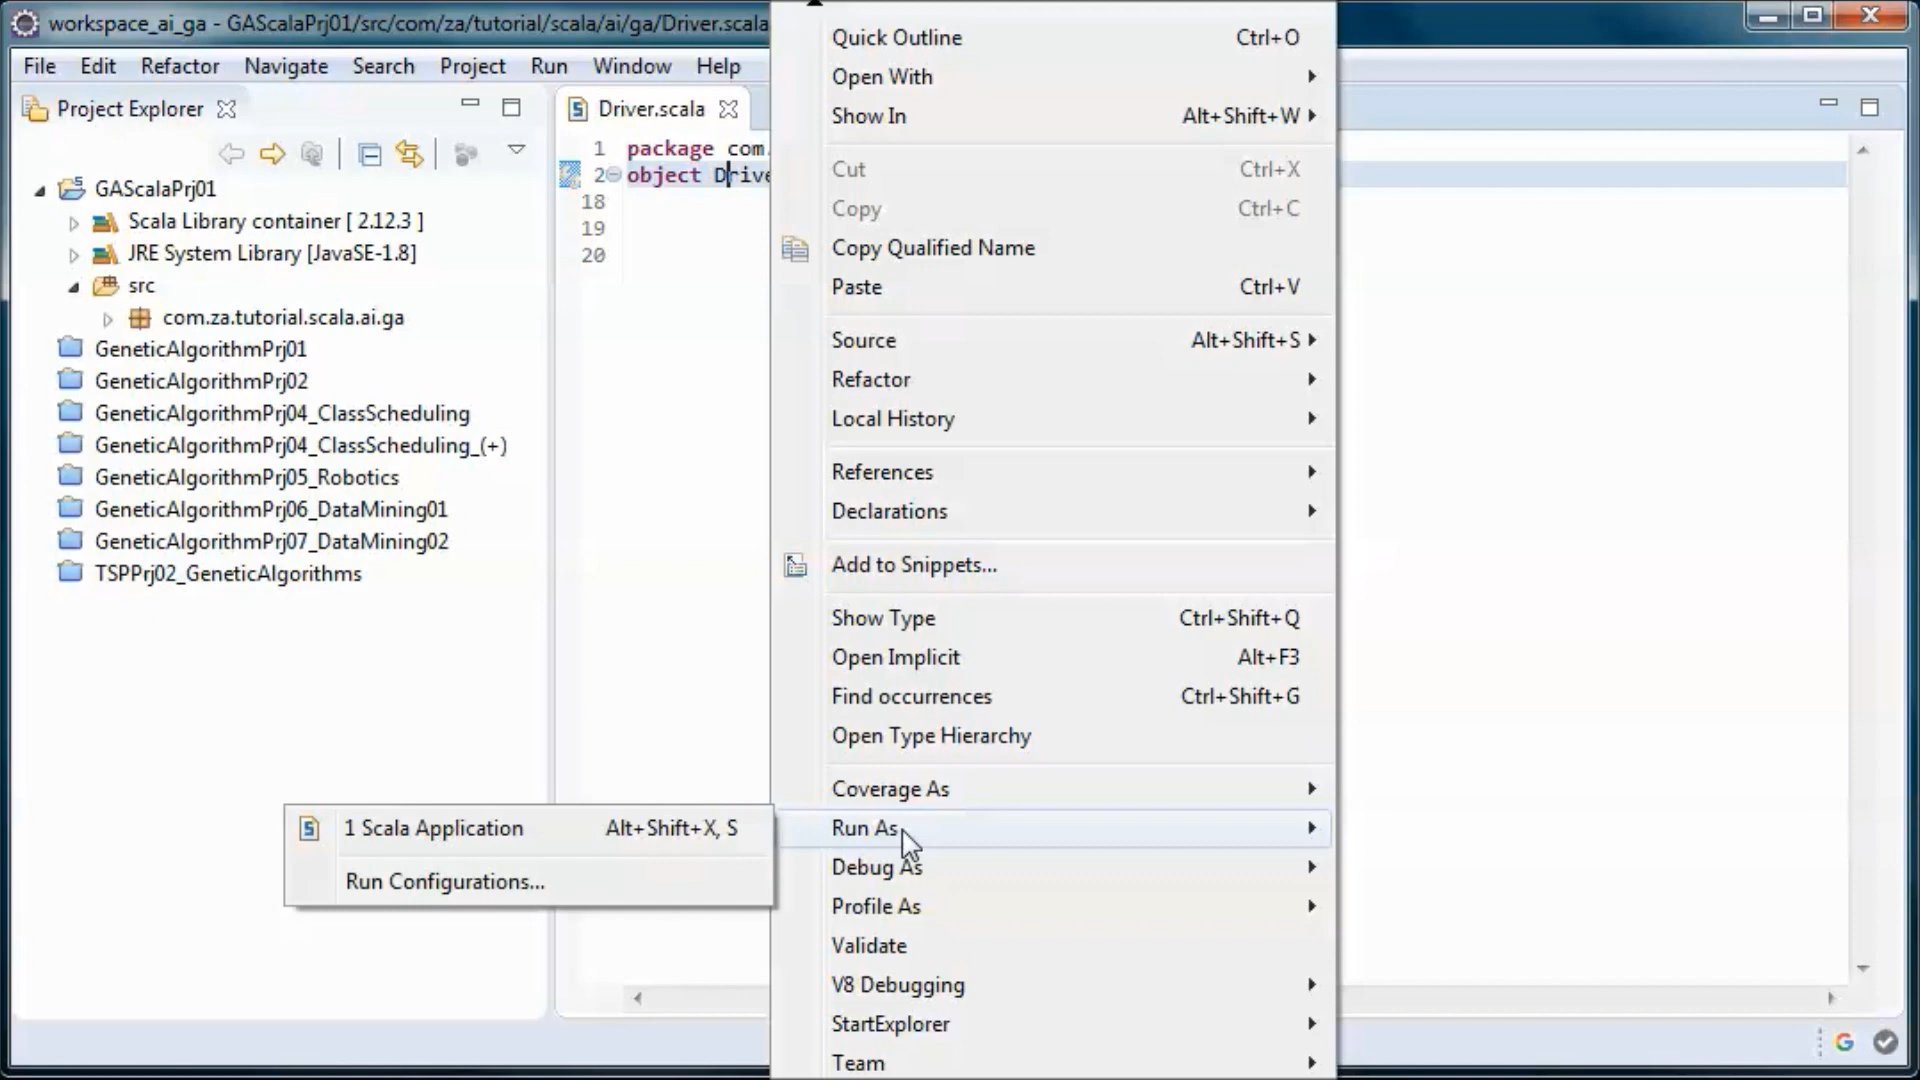 workspace_ai_ga - GAScalaPrj01/src/com/za/tutorial/scala/ai/ga/Driver.scala
File Edit Refactor Navigate Search Project Run Window Help
Project Explorer
GAScalaPrj01
Scala Library container [ 2.12.3 ]
JRE System Library [JavaSE-1.8]
src
com.za.tutorial.scala.ai.ga
GeneticAlgorithmPrj01
GeneticAlgorithmPrj02
GeneticAlgorithmPrj04_ClassScheduling
GeneticAlgorithmPrj04_ClassScheduling_(+)
GeneticAlgorithmPrj05_Robotics
GeneticAlgorithmPrj06_DataMining01
GeneticAlgorithmPrj07_DataMining02
TSPPrj02_GeneticAlgorithms
Driver.scala
1 package com.
2 object Drive
18
19
20
Quick Outline Ctrl+O
Open With
Show In Alt+Shift+W
Cut Ctrl+X
Copy Ctrl+C
Copy Qualified Name
Paste Ctrl+V
Source Alt+Shift+S
Refactor
Local History
References
Declarations
Add to Snippets...
Show Type Ctrl+Shift+Q
Open Implicit Alt+F3
Find occurrences Ctrl+Shift+G
Open Type Hierarchy
Coverage As
Run As
Debug As
Profile As
Validate
V8 Debugging
StartExplorer
Team
1 Scala Application Alt+Shift+X, S
Run Configurations...